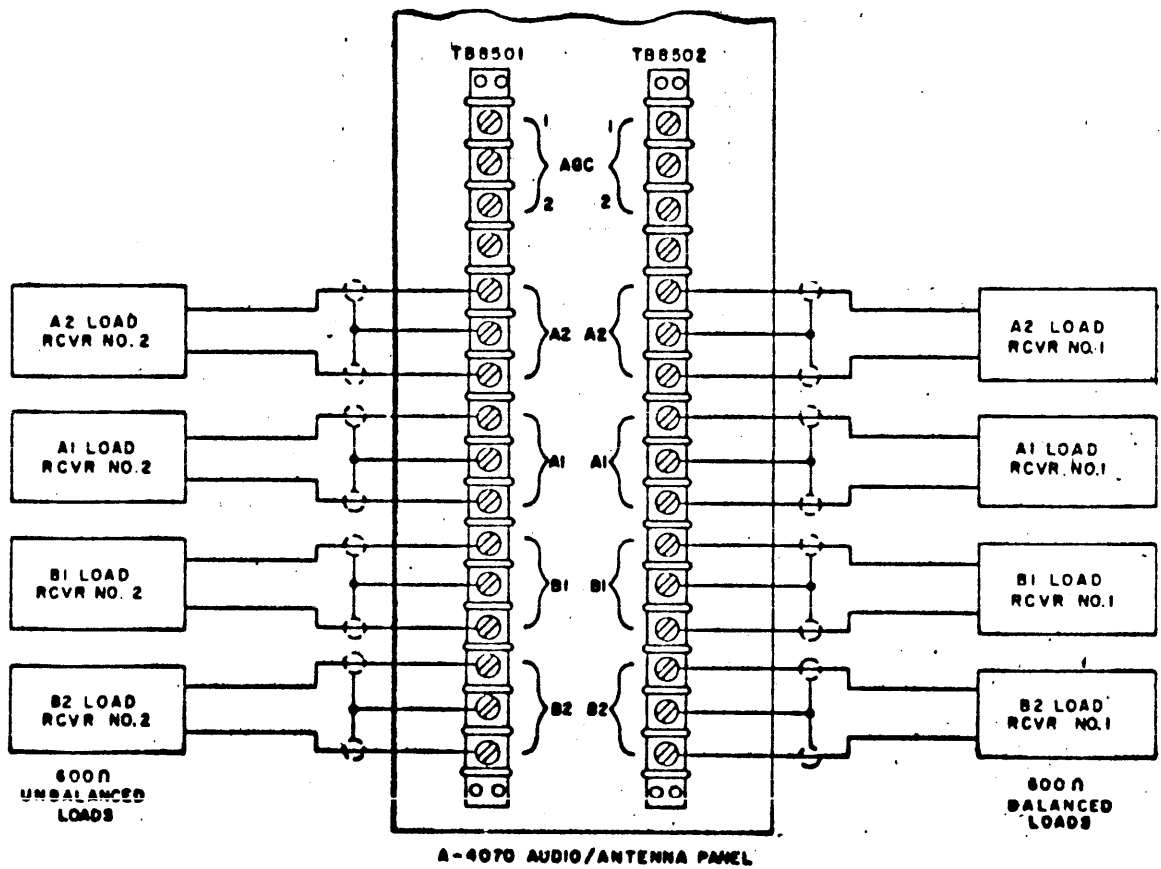 TB8501
TB8502
1
1
AGC
2
2
A2 LOAD
RCVR NO. 2
A2
A2
A2 LOAD
RCVR NO.1
A1 LOAD
RCVR NO.2
A1
A1
A1 LOAD
RCVR. NO.1
B1 LOAD
RCVR NO. 2
B1
B1
B1 LOAD
RCVR NO.1
B2 LOAD
RCVR NO.2
B2
B2
B2 LOAD
RCVR NO.1
600Ω
UNBALANCED
LOADS
600Ω
BALANCED
LOADS
A-4070 AUDIO/ANTENNA PANEL